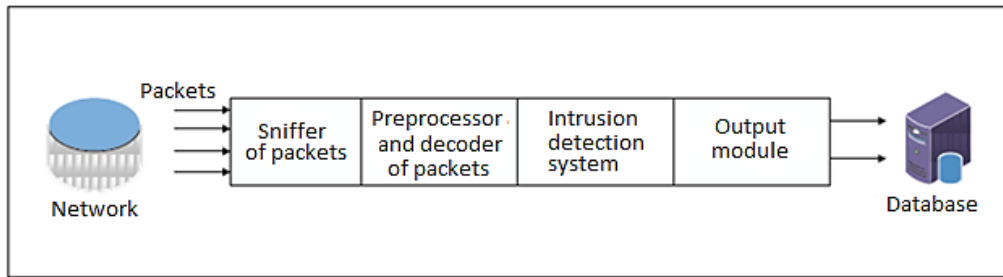 Packets
Network
Sniffer
of packets
Preprocessor
and decoder
of packets
Intrusion
detection
system
Output
module
Database